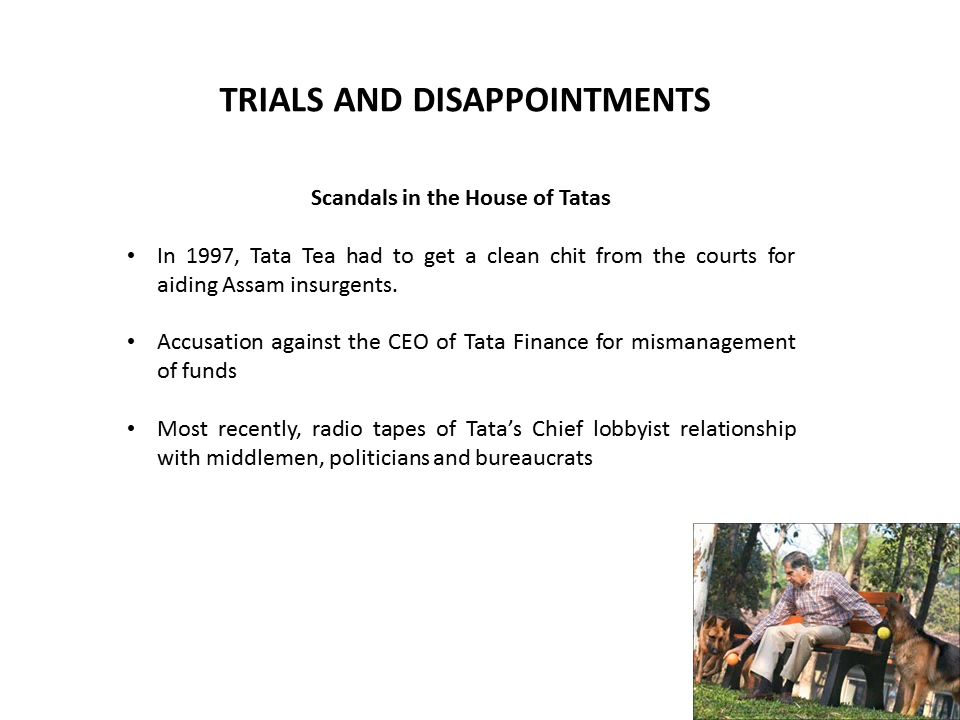 TRIALS AND DISAPPOINTMENTS
Scandals in the House of Tatas
• In 1997, Tata Tea had to get a clean chit from the courts for
aiding Assam insurgents.
• Accusation against the CEO of Tata Finance for mismanagement
of funds
• Most recently, radio tapes of Tata’s Chief lobbyist relationship
with middlemen, politicians and bureaucrats